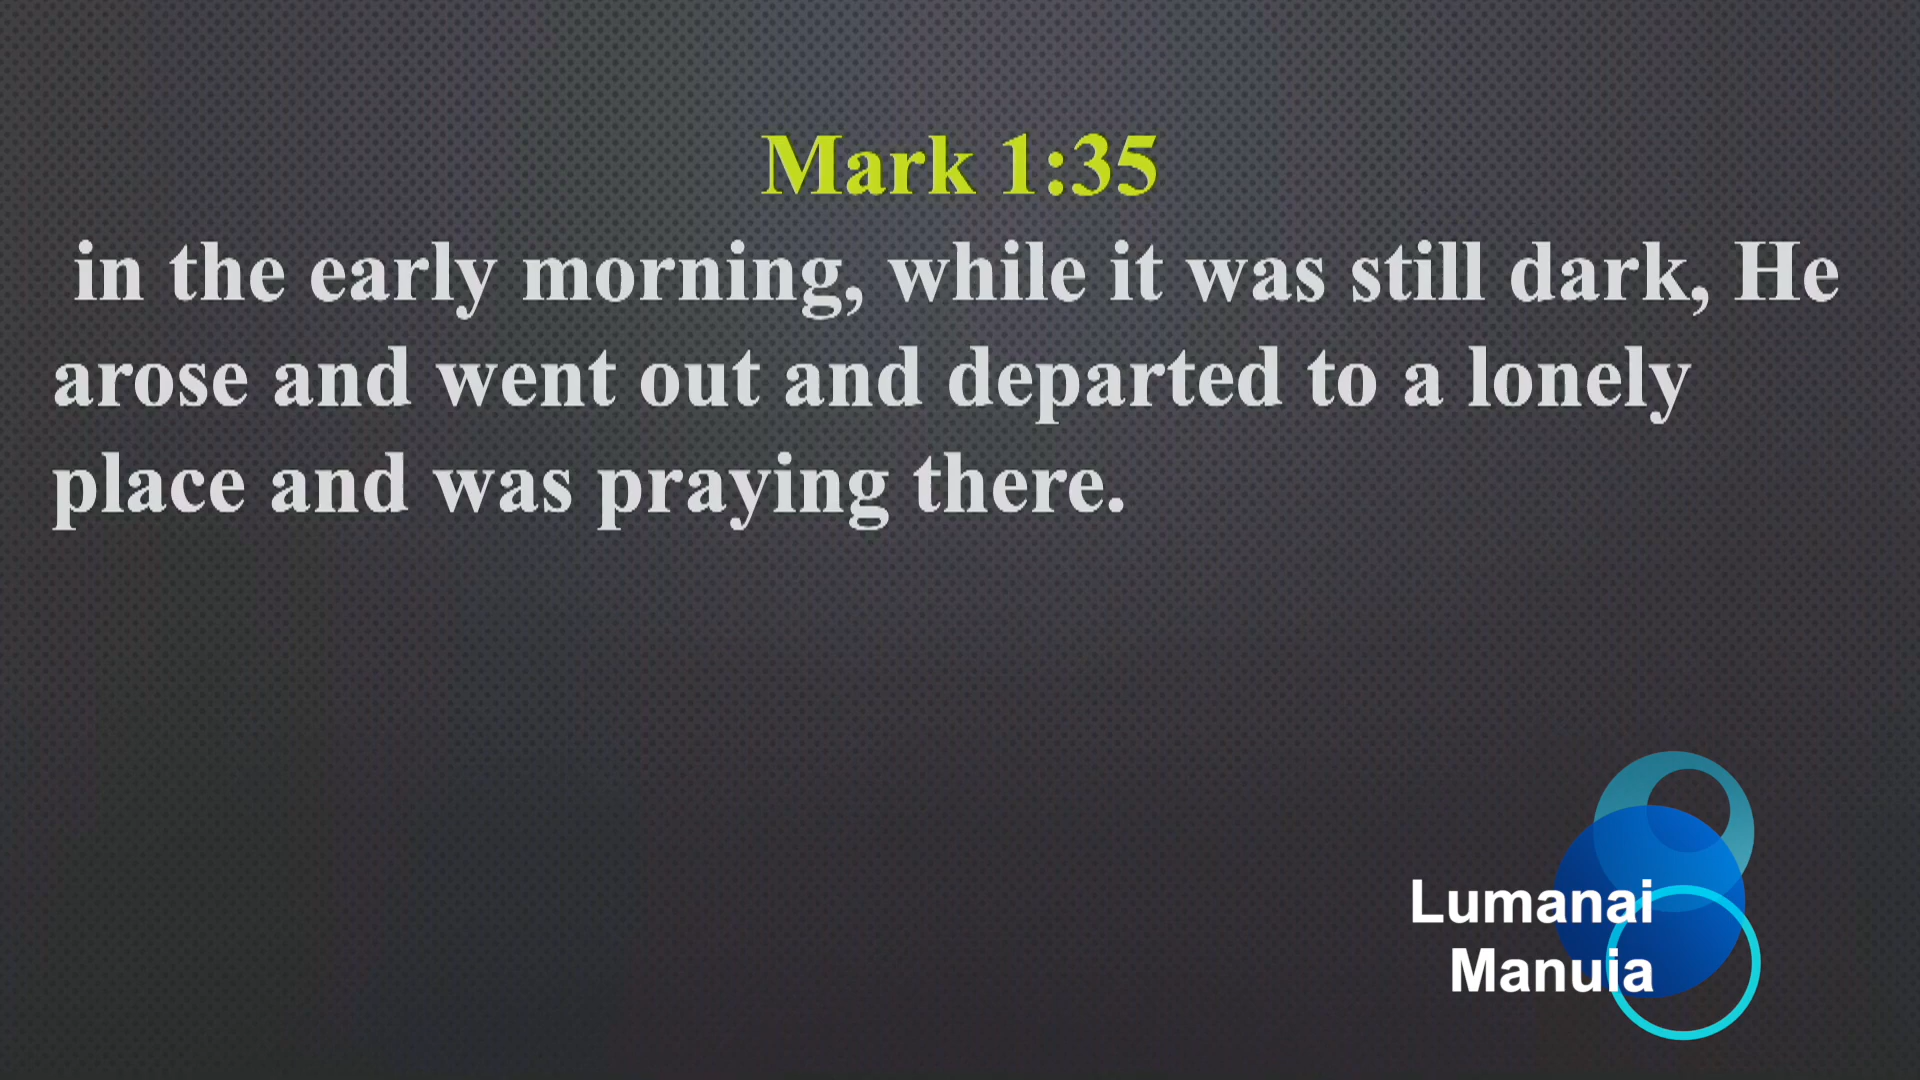 Mark 1:35
in the early morning, while it was still dark, He
arose and went out and departed to a lonely
place and was praying there.
Lumanai
Manuia